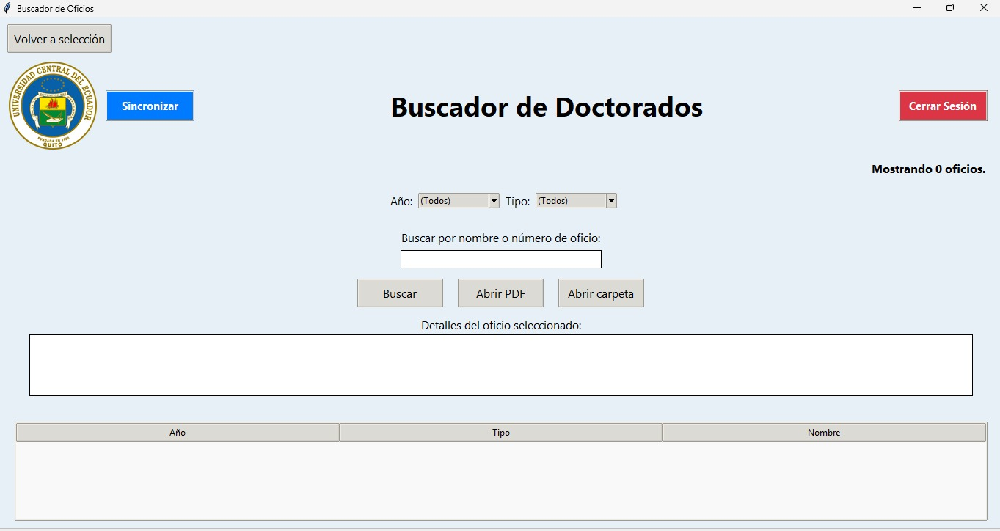 Buscador de Oficios
Volver a selección
UNIVERSIDAD CENTRAL DEL ECUADOR
FUNDADA EN 1620
QUITO
Sincronizar
Buscador de Doctorados
Cerrar Sesión
Mostrando 0 oficios.
Año: (Todos) Tipo: (Todos)
Buscar por nombre o número de oficio:
Buscar Abrir PDF Abrir carpeta
Detalles del oficio seleccionado:
Año Tipo Nombre